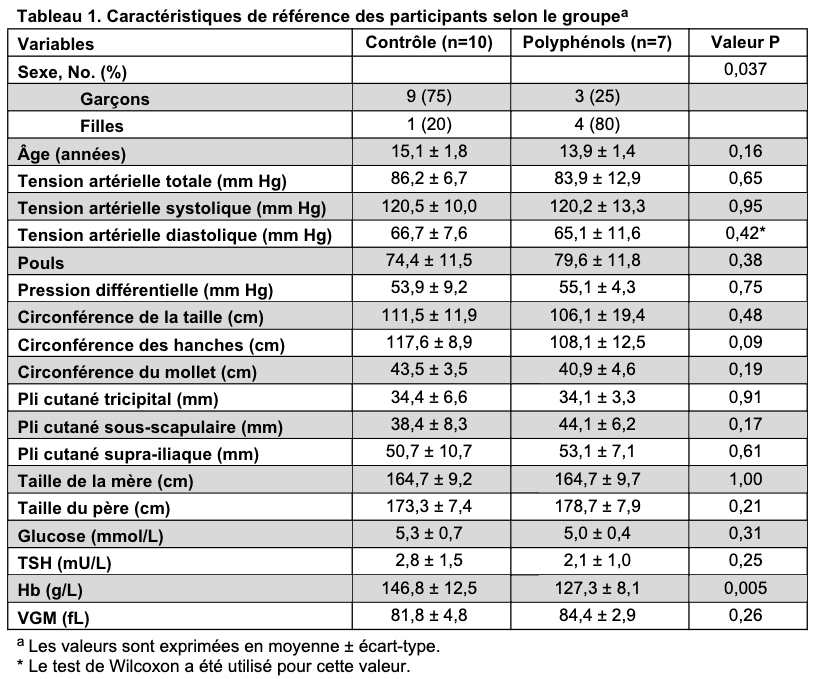 Tableau 1. Caractéristiques de référence des participants selon le groupeᵃ
Variables Contrôle (n=10) Polyphénols (n=7) Valeur P
Sexe, No. (%) 0,037
Garçons 9 (75) 3 (25)
Filles 1 (20) 4 (80)
Âge (années) 15,1 ± 1,8 13,9 ± 1,4 0,16
Tension artérielle totale (mm Hg) 86,2 ± 6,7 83,9 ± 12,9 0,65
Tension artérielle systolique (mm Hg) 120,5 ± 10,0 120,2 ± 13,3 0,95
Tension artérielle diastolique (mm Hg) 66,7 ± 7,6 65,1 ± 11,6 0,42*
Pouls 74,4 ± 11,5 79,6 ± 11,8 0,38
Pression différentielle (mm Hg) 53,9 ± 9,2 55,1 ± 4,3 0,75
Circonférence de la taille (cm) 111,5 ± 11,9 106,1 ± 19,4 0,48
Circonférence des hanches (cm) 117,6 ± 8,9 108,1 ± 12,5 0,09
Circonférence du mollet (cm) 43,5 ± 3,5 40,9 ± 4,6 0,19
Pli cutané tricipital (mm) 34,4 ± 6,6 34,1 ± 3,3 0,91
Pli cutané sous-scapulaire (mm) 38,4 ± 8,3 44,1 ± 6,2 0,17
Pli cutané supra-iliaque (mm) 50,7 ± 10,7 53,1 ± 7,1 0,61
Taille de la mère (cm) 164,7 ± 9,2 164,7 ± 9,7 1,00
Taille du père (cm) 173,3 ± 7,4 178,7 ± 7,9 0,21
Glucose (mmol/L) 5,3 ± 0,7 5,0 ± 0,4 0,31
TSH (mU/L) 2,8 ± 1,5 2,1 ± 1,0 0,25
Hb (g/L) 146,8 ± 12,5 127,3 ± 8,1 0,005
VGM (fL) 81,8 ± 4,8 84,4 ± 2,9 0,26
ᵃ Les valeurs sont exprimées en moyenne ± écart-type.
* Le test de Wilcoxon a été utilisé pour cette valeur.